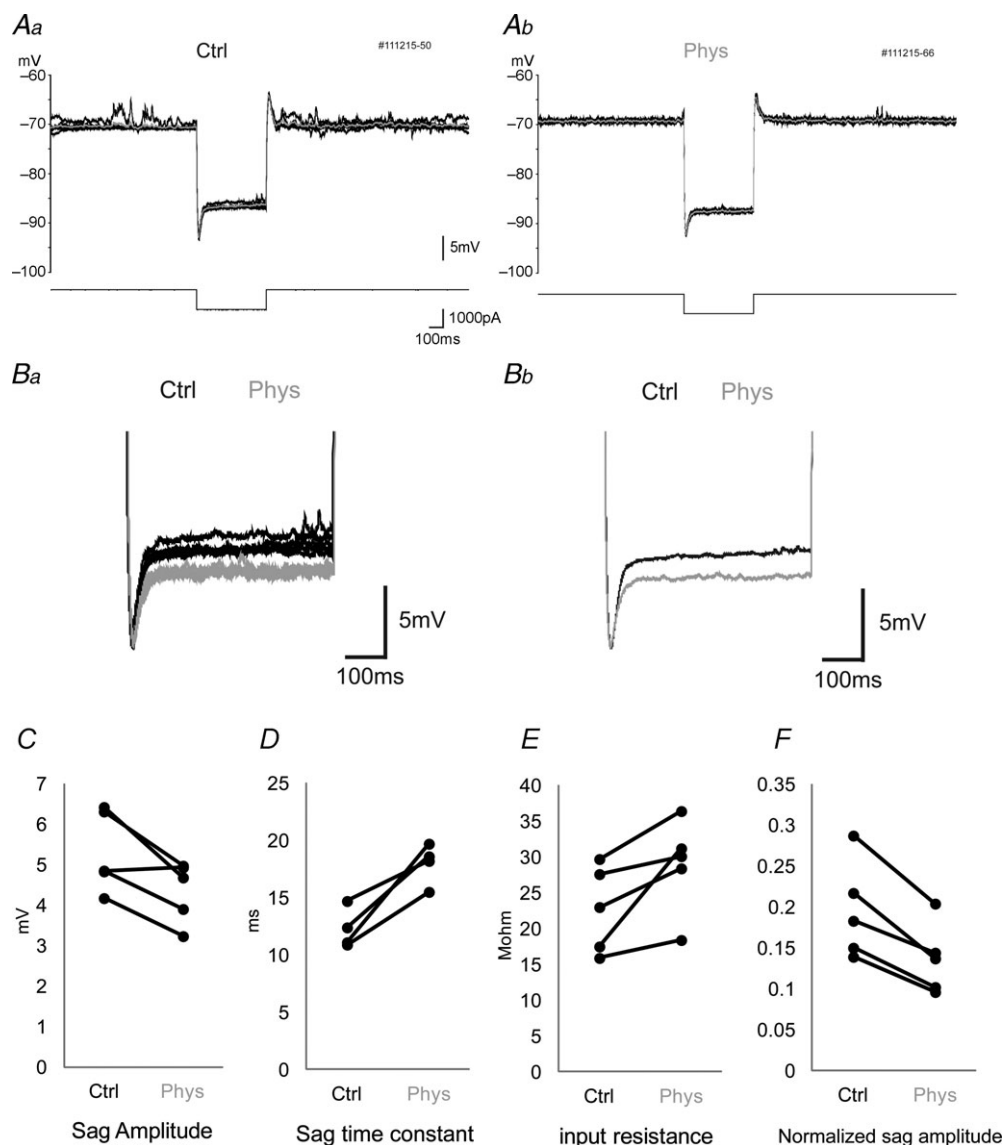 Aa
Ctrl
#111215-50
mV
–60
–70
–80
–90
–100
5mV
1000pA
100ms
Ab
Phys
#111215-66
mV
–60
–70
–80
–90
–100
Ba
Ctrl Phys
5mV
100ms
Bb
Ctrl Phys
5mV
100ms
C
7
6
5
4
3
2
1
0
mV
Ctrl Phys
Sag Amplitude
D
25
20
15
10
5
0
ms
Ctrl Phys
Sag time constant
E
40
35
30
25
20
15
10
5
0
Mohm
Ctrl Phys
input resistance
F
0.35
0.3
0.25
0.2
0.15
0.1
0.05
0
Ctrl Phys
Normalized sag amplitude